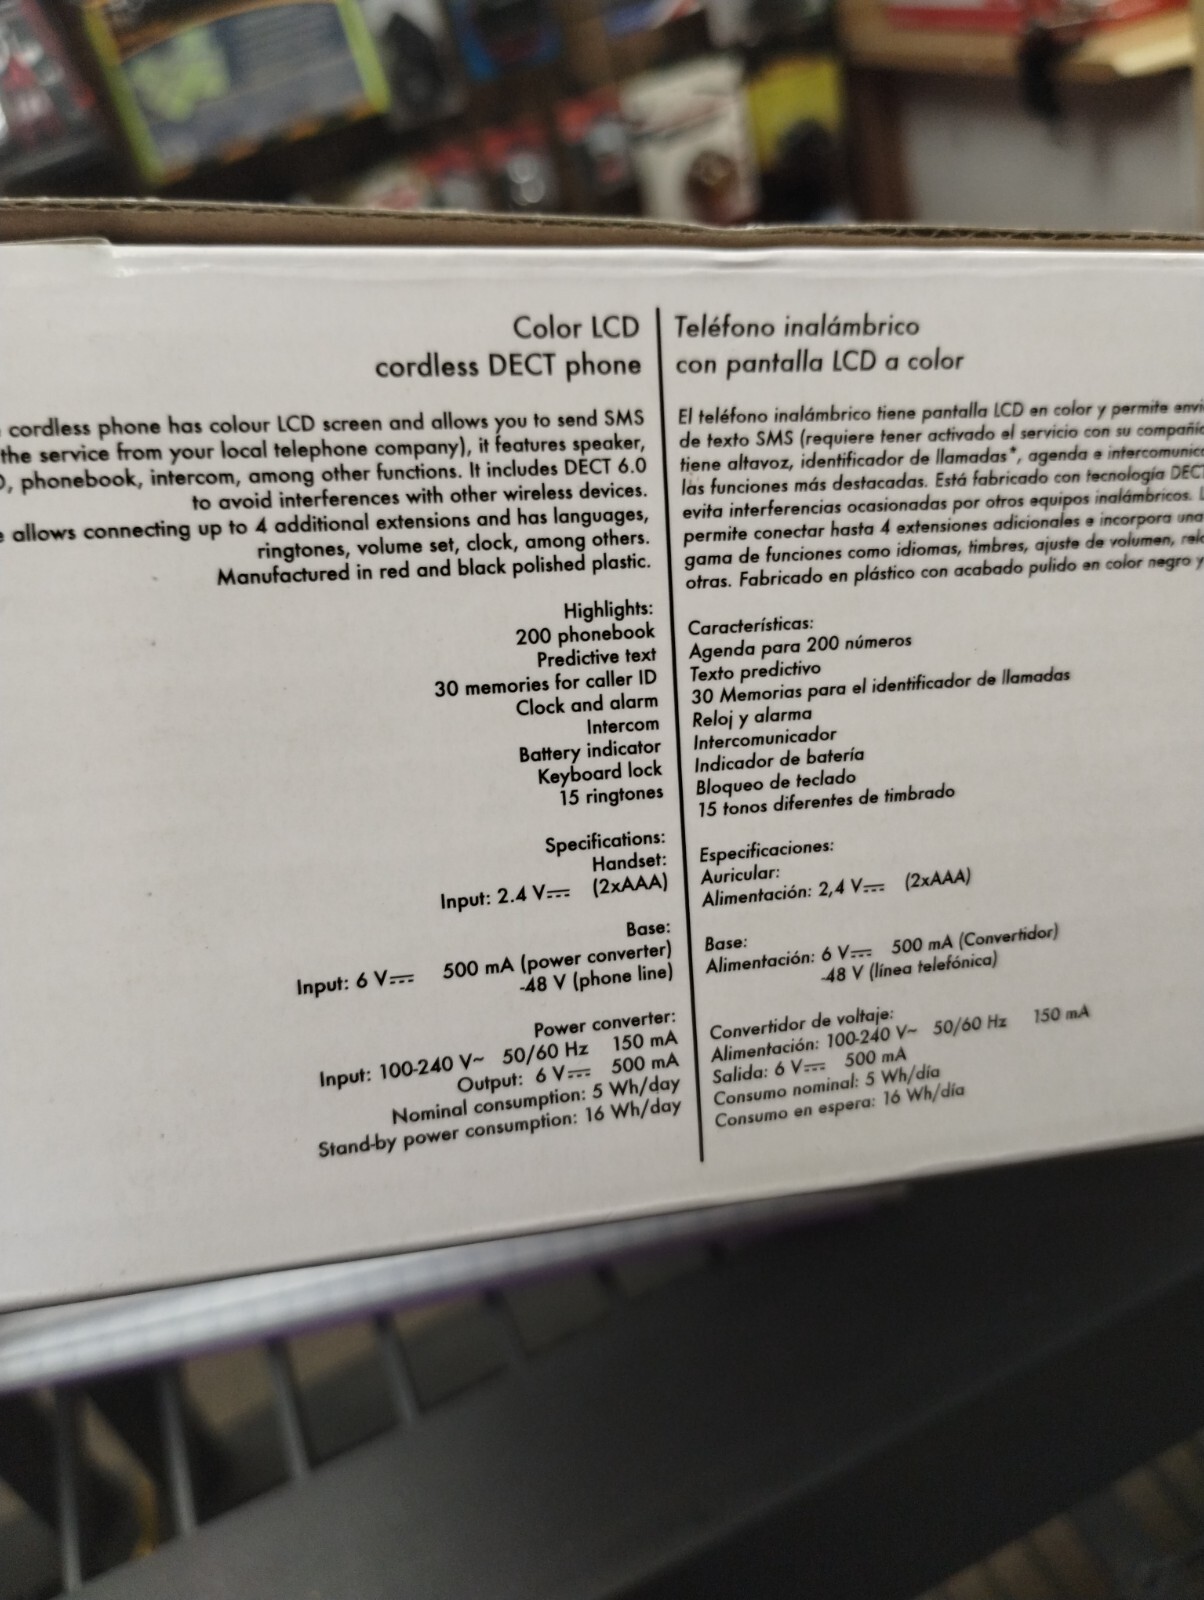 Color LCD
cordless DECT phone
cordless phone has colour LCD screen and allows you to send SMS
the service from your local telephone company), it features speaker,
phonebook, intercom, among other functions. It includes DECT 6.0
to avoid interferences with other wireless devices.
allows connecting up to 4 additional extensions and has languages,
ringtones, volume set, clock, among others.
Manufactured in red and black polished plastic.
Highlights:
200 phonebook
Predictive text
30 memories for caller ID
Clock and alarm
Intercom
Battery indicator
Keyboard lock
15 ringtones
Specifications:
Handset:
Input: 2.4 V⎓ (2xAAA)
Base:
Input: 6 V⎓ 500 mA (power converter)
-48 V (phone line)
Power converter:
Input: 100-240 V~ 50/60 Hz 150 mA
Output: 6 V⎓ 500 mA
Nominal consumption: 5 Wh/day
Stand-by power consumption: 16 Wh/day
Teléfono inalámbrico
con pantalla LCD a color
El teléfono inalámbrico tiene pantalla LCD en color y permite
de texto SMS (requiere tener activado el servicio con su
tiene altavoz, identificador de llamadas*, agenda e
las funciones más destacadas. Está fabricado con tecnología DECT
evita interferencias ocasionadas por otros equipos inalámbricos.
permite conectar hasta 4 extensiones adicionales e incorpora una
gama de funciones como idiomas, timbres, ajuste de volumen,
otras. Fabricado en plástico con acabado pulido en color negro y
Características:
Agenda para 200 números
Texto predictivo
30 Memorias para el identificador de llamadas
Reloj y alarma
Intercomunicador
Indicador de batería
Bloqueo de teclado
15 tonos diferentes de timbrado
Especificaciones:
Auricular:
Alimentación: 2,4 V⎓ (2xAAA)
Base:
Alimentación: 6 V⎓ 500 mA (Convertidor)
-48 V (línea telefónica)
Convertidor de voltaje:
Alimentación: 100-240 V~ 50/60 Hz 150 mA
Salida: 6 V⎓ 500 mA
Consumo nominal: 5 Wh/día
Consumo en espera: 16 Wh/día